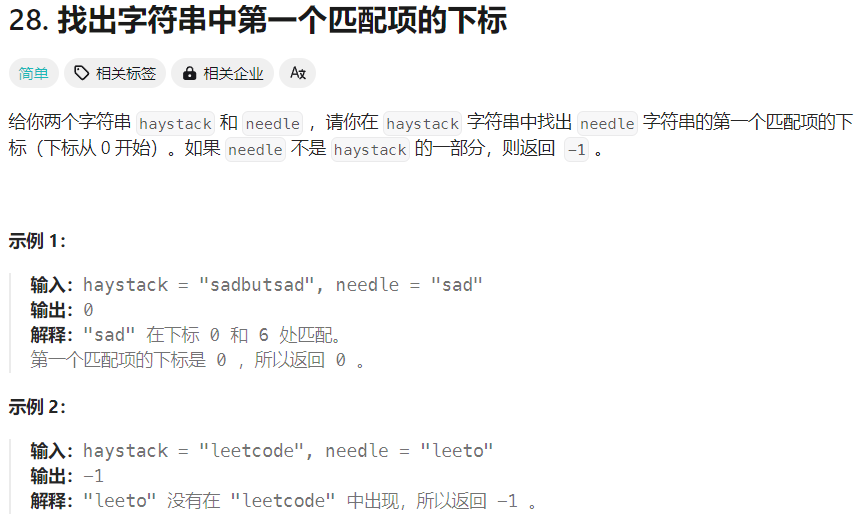 28. 找出字符串中第一个匹配项的下标
简单 相关标签 相关企业 Ax
给你两个字符串 haystack 和 needle ，请你在 haystack 字符串中找出 needle 字符串的第一个匹配项的下
标（下标从 0 开始）。如果 needle 不是 haystack 的一部分，则返回 -1 。
示例 1：
输入：haystack = "sadbutsad", needle = "sad"
输出：0
解释："sad" 在下标 0 和 6 处匹配。
第一个匹配项的下标是 0 ，所以返回 0 。
示例 2：
输入：haystack = "leetcode", needle = "leeto"
输出：-1
解释："leeto" 没有在 "leetcode" 中出现，所以返回 -1 。